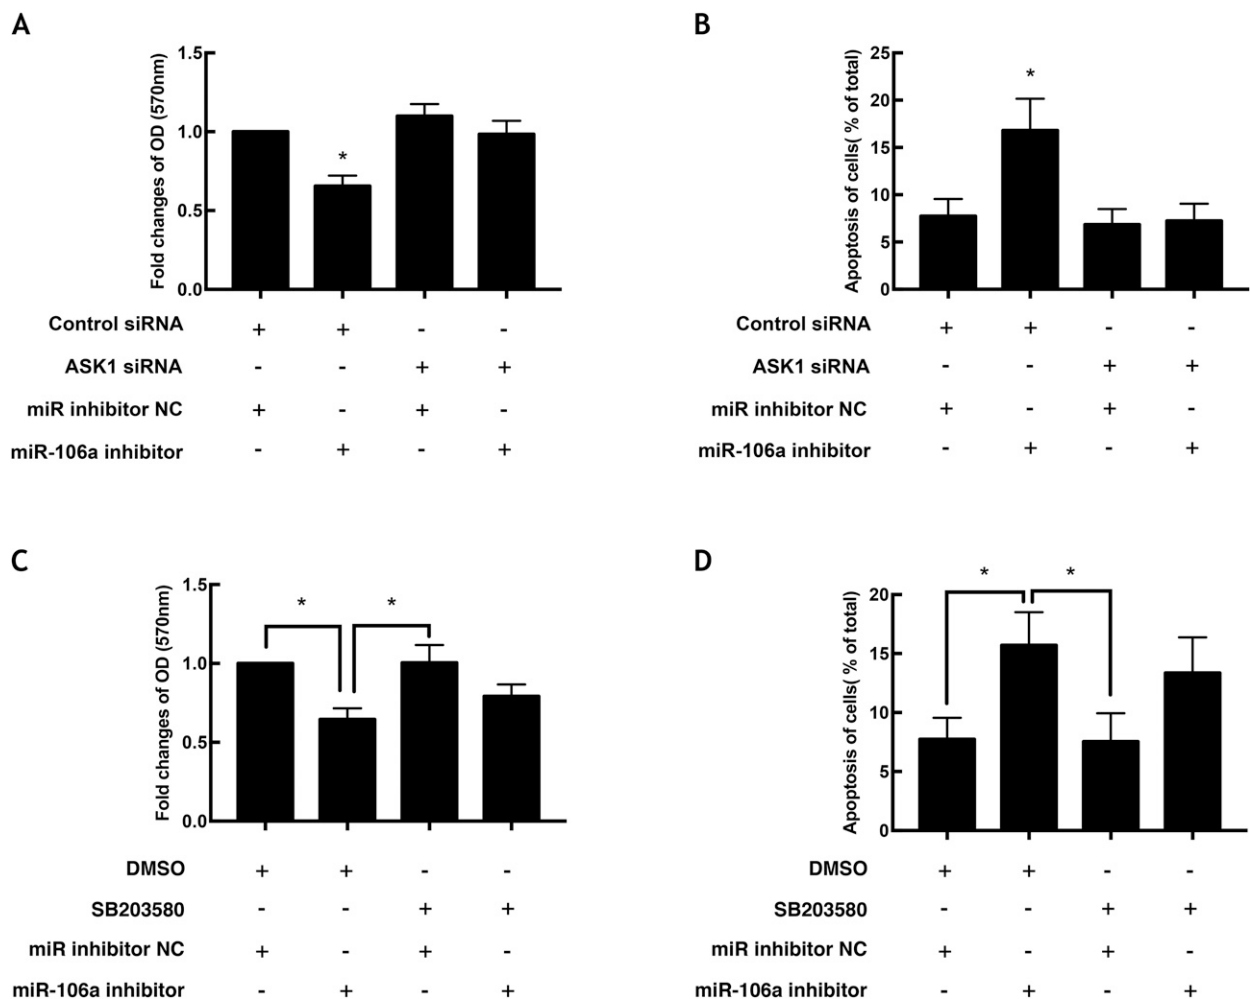 A
Fold changes of OD (570nm)
1.5
1.0
0.5
0.0
*
Control siRNA + + - -
ASK1 siRNA - - + +
miR inhibitor NC + - + -
miR-106a inhibitor - + - +
B
Apoptosis of cells( % of total)
25
20
15
10
5
0
*
Control siRNA + + - -
ASK1 siRNA - - + +
miR inhibitor NC + - + -
miR-106a inhibitor - + - +
C
Fold changes of OD (570nm)
1.5
1.0
0.5
0.0
* *
DMSO + + - -
SB203580 - - + +
miR inhibitor NC + - + -
miR-106a inhibitor - + - +
D
Apoptosis of cells( % of total)
20
15
10
5
0
* *
DMSO + + - -
SB203580 - - + +
miR inhibitor NC + - + -
miR-106a inhibitor - + - +